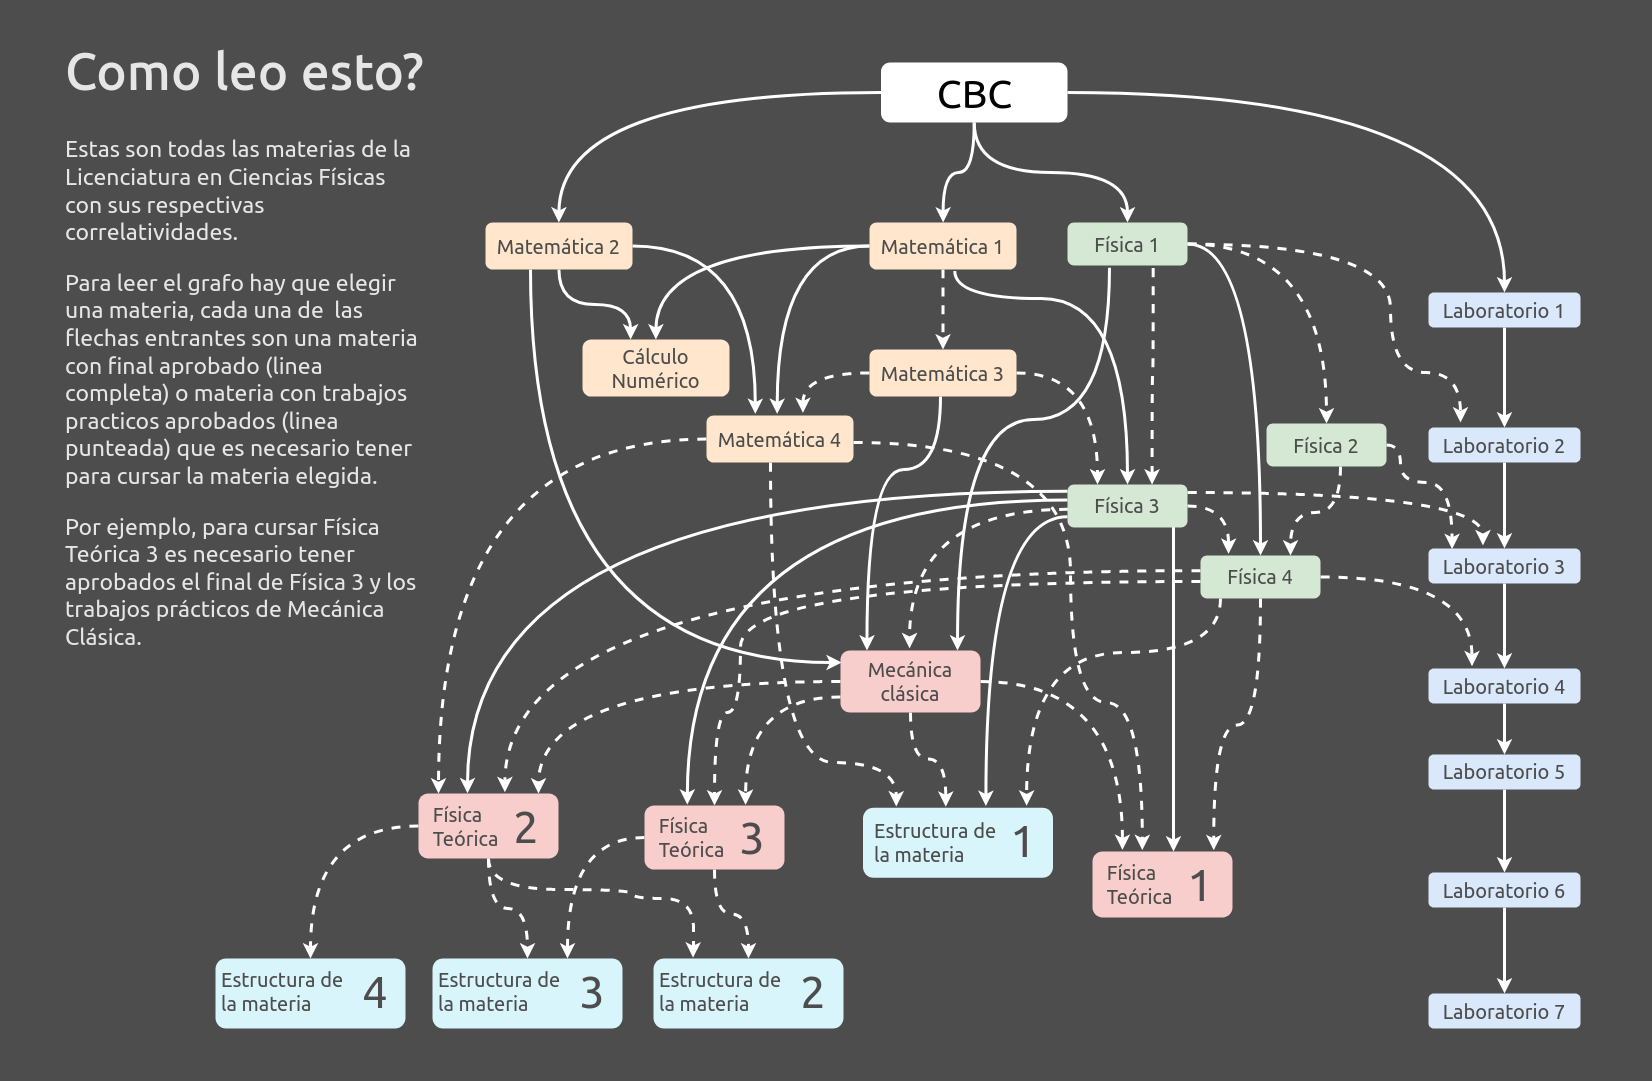 Como leo esto?
Estas son todas las materias de la
Licenciatura en Ciencias Físicas
con sus respectivas
correlatividades.
Para leer el grafo hay que elegir
una materia, cada una de  las
flechas entrantes son una materia
con final aprobado (linea
completa) o materia con trabajos
practicos aprobados (linea
punteada) que es necesario tener
para cursar la materia elegida.
Por ejemplo, para cursar Física
Teórica 3 es necesario tener
aprobados el final de Física 3 y los
trabajos prácticos de Mecánica
Clásica.
CBC
Matemática 2
Matemática 1
Física 1
Laboratorio 1
Cálculo
Numérico
Matemática 3
Matemática 4
Física 2
Laboratorio 2
Física 3
Física 4
Laboratorio 3
Mecánica
clásica
Laboratorio 4
Laboratorio 5
Física
Teórica 2
Física
Teórica 3
Estructura de
la materia 1
Física
Teórica 1
Laboratorio 6
Estructura de
la materia 4
Estructura de
la materia 3
Estructura de
la materia 2
Laboratorio 7